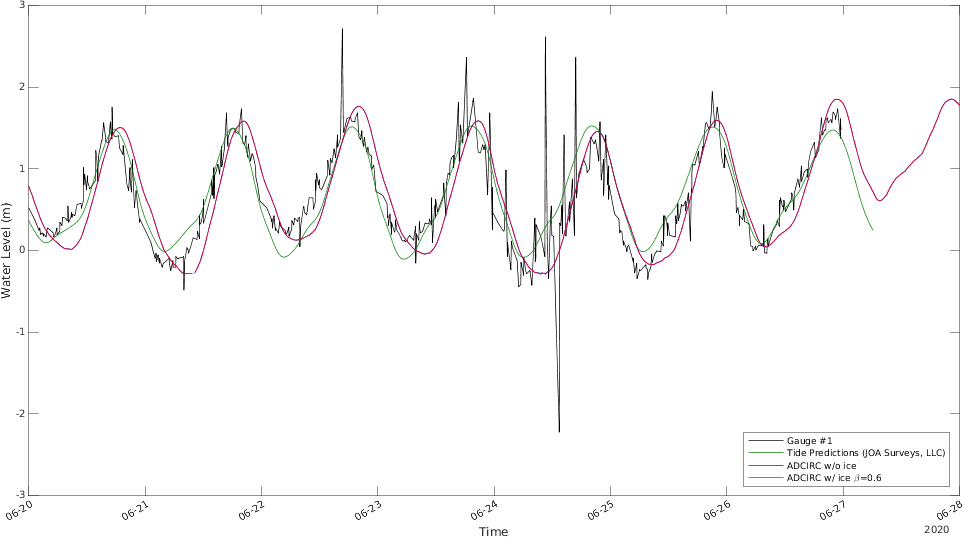 3
2
1
0
-1
-2
-3
Water Level (m)
06-20
06-21
06-22
06-23
06-24
06-25
06-26
06-27
06-28
Time
2020
Gauge #1
Tide Predictions (JOA Surveys, LLC)
ADCIRC w/o ice
ADCIRC w/ ice β=0.6